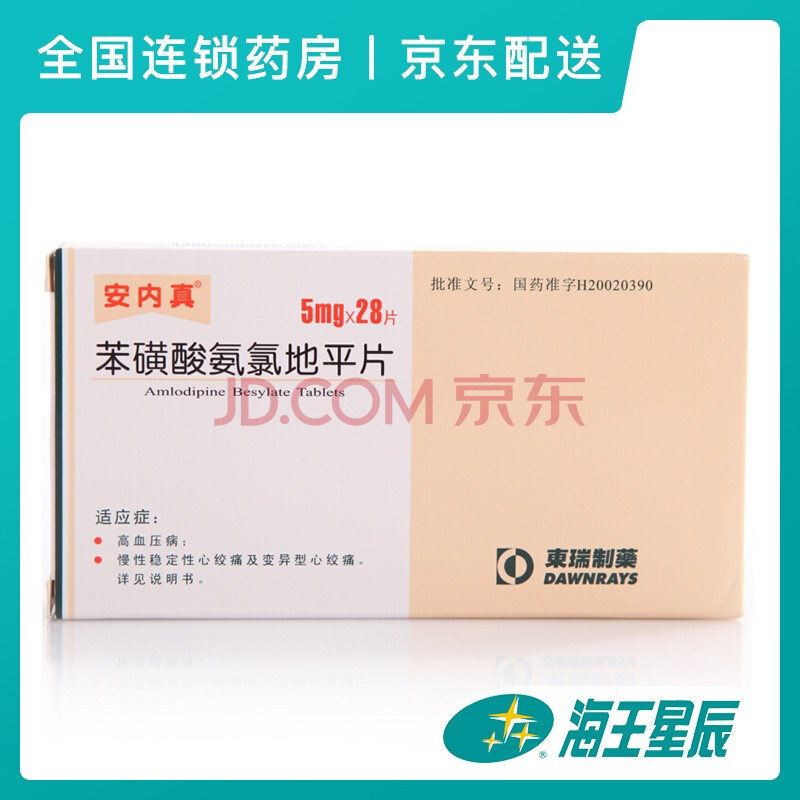 全国连锁药房丨京东配送
安内真®
5mg×28片
批准文号：国药准字H20020390
苯磺酸氨氯地平片
Amlodipine Besylate Tablets
JD.COM 京东
适应症：
• 高血压病；
• 慢性稳定性心绞痛及变异型心绞痛。
详见说明书。
東瑞制藥
DAWNRAYS
®
海王星辰